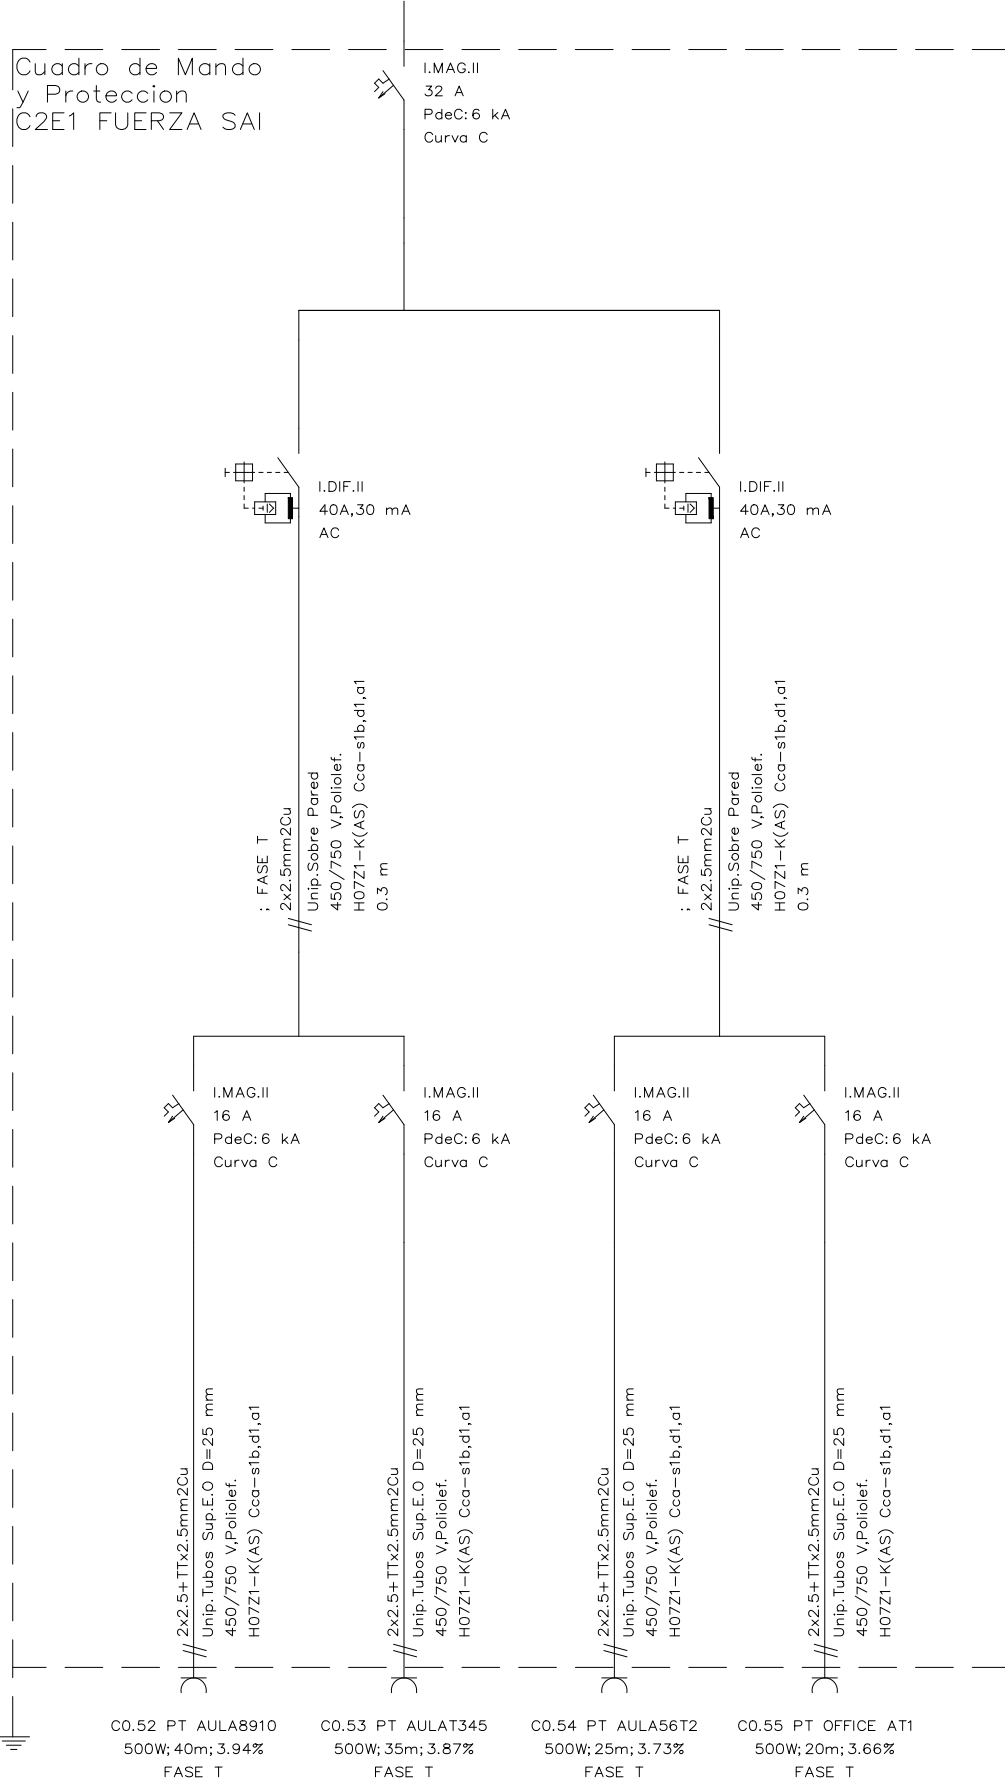 Cuadro de Mando
y Proteccion
C2E1 FUERZA SAI
I.MAG.II
32 A
PdeC:6 kA
Curva C
I.DIF.II
40A,30 mA
AC
I.DIF.II
40A,30 mA
AC
; FASE T
2x2.5mm2Cu
Unip.Sobre Pared
450/750 V,Poliolef.
H07Z1-K(AS) Cca-s1b,d1,a1
0.3 m
; FASE T
2x2.5mm2Cu
Unip.Sobre Pared
450/750 V,Poliolef.
H07Z1-K(AS) Cca-s1b,d1,a1
0.3 m
I.MAG.II
16 A
PdeC:6 kA
Curva C
I.MAG.II
16 A
PdeC:6 kA
Curva C
I.MAG.II
16 A
PdeC:6 kA
Curva C
I.MAG.II
16 A
PdeC:6 kA
Curva C
2x2.5+TTx2.5mm2Cu
Unip.Tubos Sup.E.O D=25 mm
450/750 V,Poliolef.
H07Z1-K(AS) Cca-s1b,d1,a1
2x2.5+TTx2.5mm2Cu
Unip.Tubos Sup.E.O D=25 mm
450/750 V,Poliolef.
H07Z1-K(AS) Cca-s1b,d1,a1
2x2.5+TTx2.5mm2Cu
Unip.Tubos Sup.E.O D=25 mm
450/750 V,Poliolef.
H07Z1-K(AS) Cca-s1b,d1,a1
2x2.5+TTx2.5mm2Cu
Unip.Tubos Sup.E.O D=25 mm
450/750 V,Poliolef.
H07Z1-K(AS) Cca-s1b,d1,a1
C0.52 PT AULA8910
500W;40m;3.94%
FASE T
C0.53 PT AULAT345
500W;35m;3.87%
FASE T
C0.54 PT AULA56T2
500W;25m;3.73%
FASE T
C0.55 PT OFFICE AT1
500W;20m;3.66%
FASE T